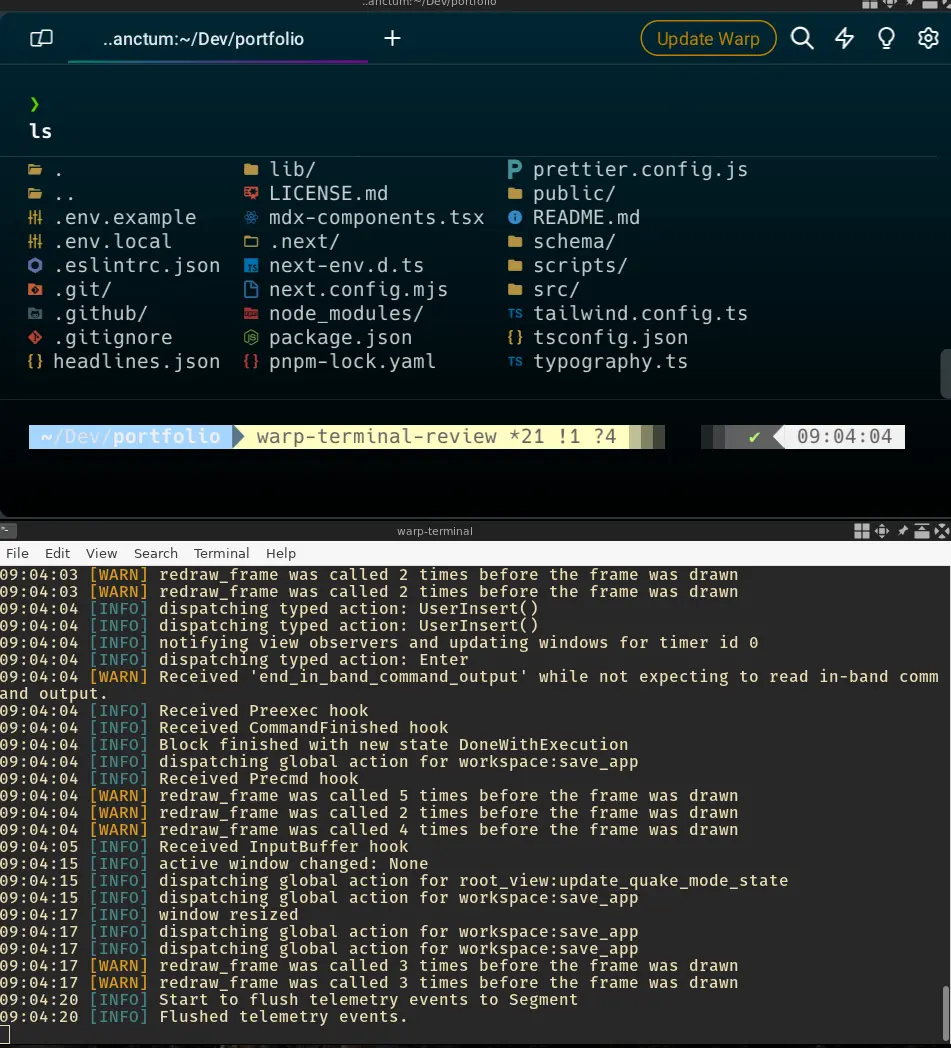 ..anctum:~/Dev/portfolio
..anctum:~/Dev/portfolio + Update Warp
❯
ls
. lib/ prettier.config.js
.. LICENSE.md public/
.env.example mdx-components.tsx README.md
.env.local .next/ schema/
.eslintrc.json next-env.d.ts scripts/
.git/ next.config.mjs src/
.github/ node_modules/ TS tailwind.config.ts
.gitignore package.json {} tsconfig.json
{} headlines.json {} pnpm-lock.yaml TS typography.ts
~/Dev/portfolio warp-terminal-review *21 !1 ?4 ✔ 09:04:04
warp-terminal
File Edit View Search Terminal Help
09:04:03 [WARN] redraw_frame was called 2 times before the frame was drawn
09:04:03 [WARN] redraw_frame was called 2 times before the frame was drawn
09:04:04 [INFO] dispatching typed action: UserInsert()
09:04:04 [INFO] dispatching typed action: UserInsert()
09:04:04 [INFO] notifying view observers and updating windows for timer id 0
09:04:04 [INFO] dispatching typed action: Enter
09:04:04 [WARN] Received 'end_in_band_command_output' while not expecting to read in-band comm
and output.
09:04:04 [INFO] Received Preexec hook
09:04:04 [INFO] Received CommandFinished hook
09:04:04 [INFO] Block finished with new state DoneWithExecution
09:04:04 [INFO] dispatching global action for workspace:save_app
09:04:04 [INFO] Received Precmd hook
09:04:04 [WARN] redraw_frame was called 5 times before the frame was drawn
09:04:04 [WARN] redraw_frame was called 2 times before the frame was drawn
09:04:04 [WARN] redraw_frame was called 4 times before the frame was drawn
09:04:05 [INFO] Received InputBuffer hook
09:04:15 [INFO] active window changed: None
09:04:15 [INFO] dispatching global action for root_view:update_quake_mode_state
09:04:15 [INFO] dispatching global action for workspace:save_app
09:04:17 [INFO] window resized
09:04:17 [INFO] dispatching global action for workspace:save_app
09:04:17 [INFO] dispatching global action for workspace:save_app
09:04:17 [WARN] redraw_frame was called 3 times before the frame was drawn
09:04:17 [WARN] redraw_frame was called 3 times before the frame was drawn
09:04:20 [INFO] Start to flush telemetry events to Segment
09:04:20 [INFO] Flushed telemetry events.